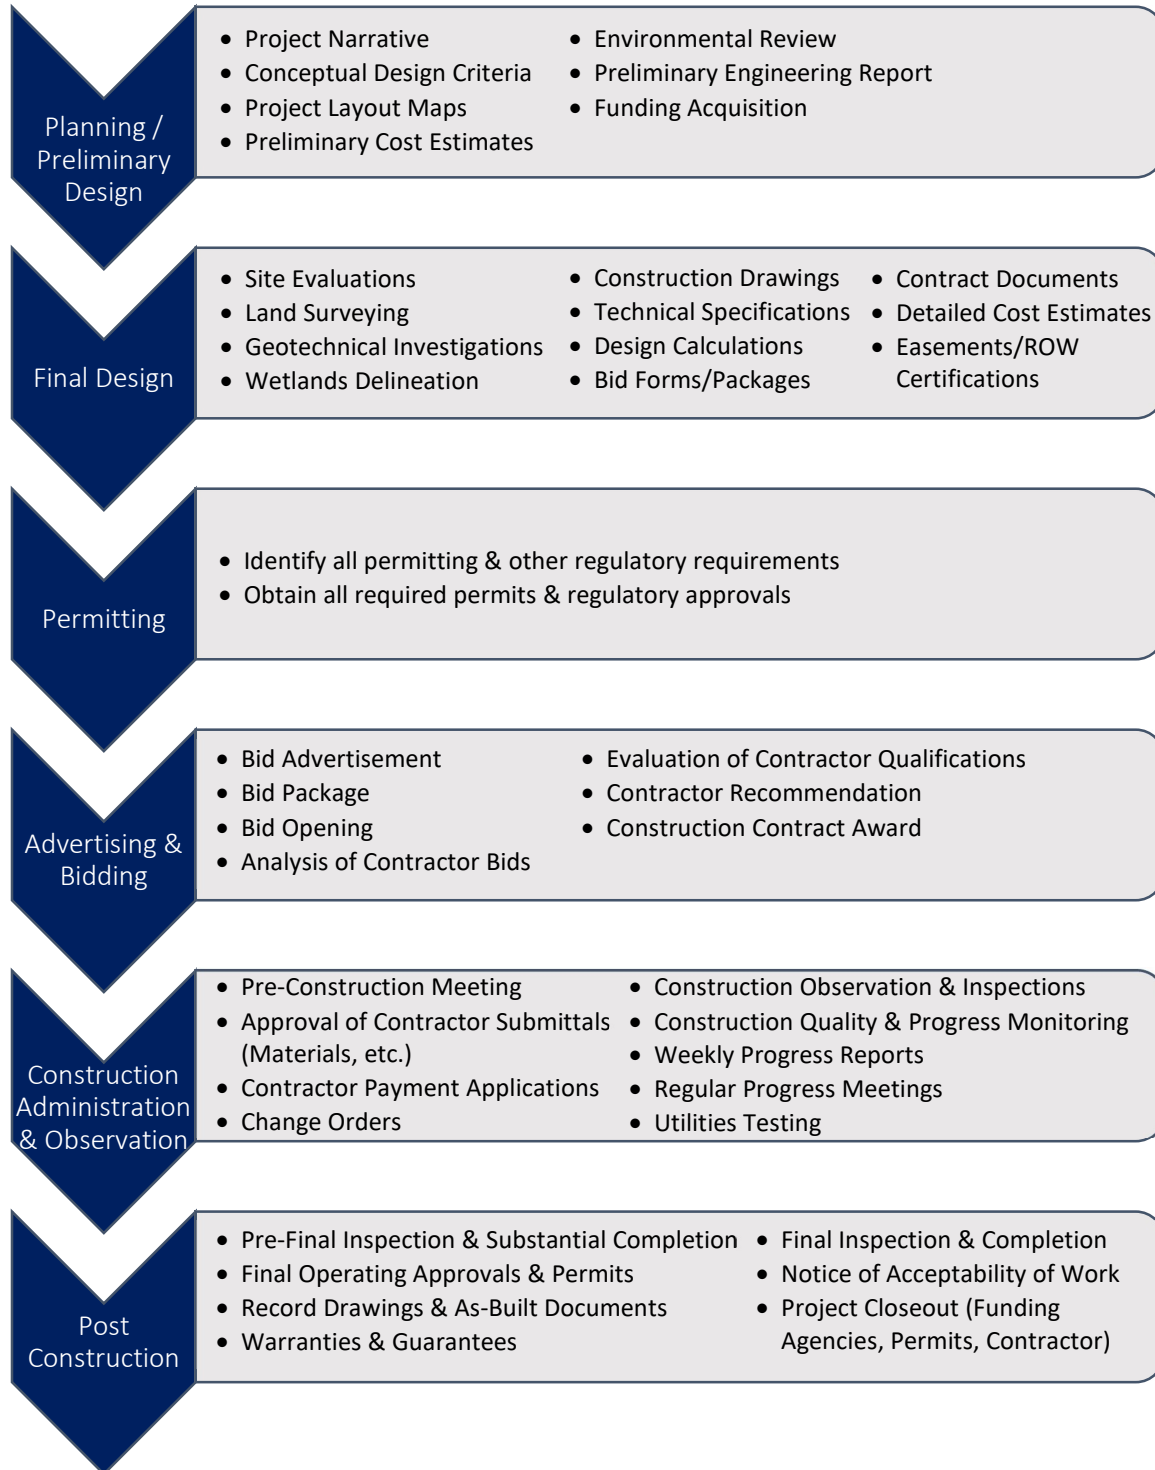 Planning /
Preliminary
Design
• Project Narrative
• Conceptual Design Criteria
• Project Layout Maps
• Preliminary Cost Estimates
• Environmental Review
• Preliminary Engineering Report
• Funding Acquisition
Final Design
• Site Evaluations
• Land Surveying
• Geotechnical Investigations
• Wetlands Delineation
• Construction Drawings
• Technical Specifications
• Design Calculations
• Bid Forms/Packages
• Contract Documents
• Detailed Cost Estimates
• Easements/ROW
Certifications
Permitting
• Identify all permitting & other regulatory requirements
• Obtain all required permits & regulatory approvals
Advertising &
Bidding
• Bid Advertisement
• Bid Package
• Bid Opening
• Analysis of Contractor Bids
• Evaluation of Contractor Qualifications
• Contractor Recommendation
• Construction Contract Award
Construction
Administration
& Observation
• Pre-Construction Meeting
• Approval of Contractor Submittals
(Materials, etc.)
• Contractor Payment Applications
• Change Orders
• Construction Observation & Inspections
• Construction Quality & Progress Monitoring
• Weekly Progress Reports
• Regular Progress Meetings
• Utilities Testing
Post
Construction
• Pre-Final Inspection & Substantial Completion
• Final Operating Approvals & Permits
• Record Drawings & As-Built Documents
• Warranties & Guarantees
• Final Inspection & Completion
• Notice of Acceptability of Work
• Project Closeout (Funding
Agencies, Permits, Contractor)